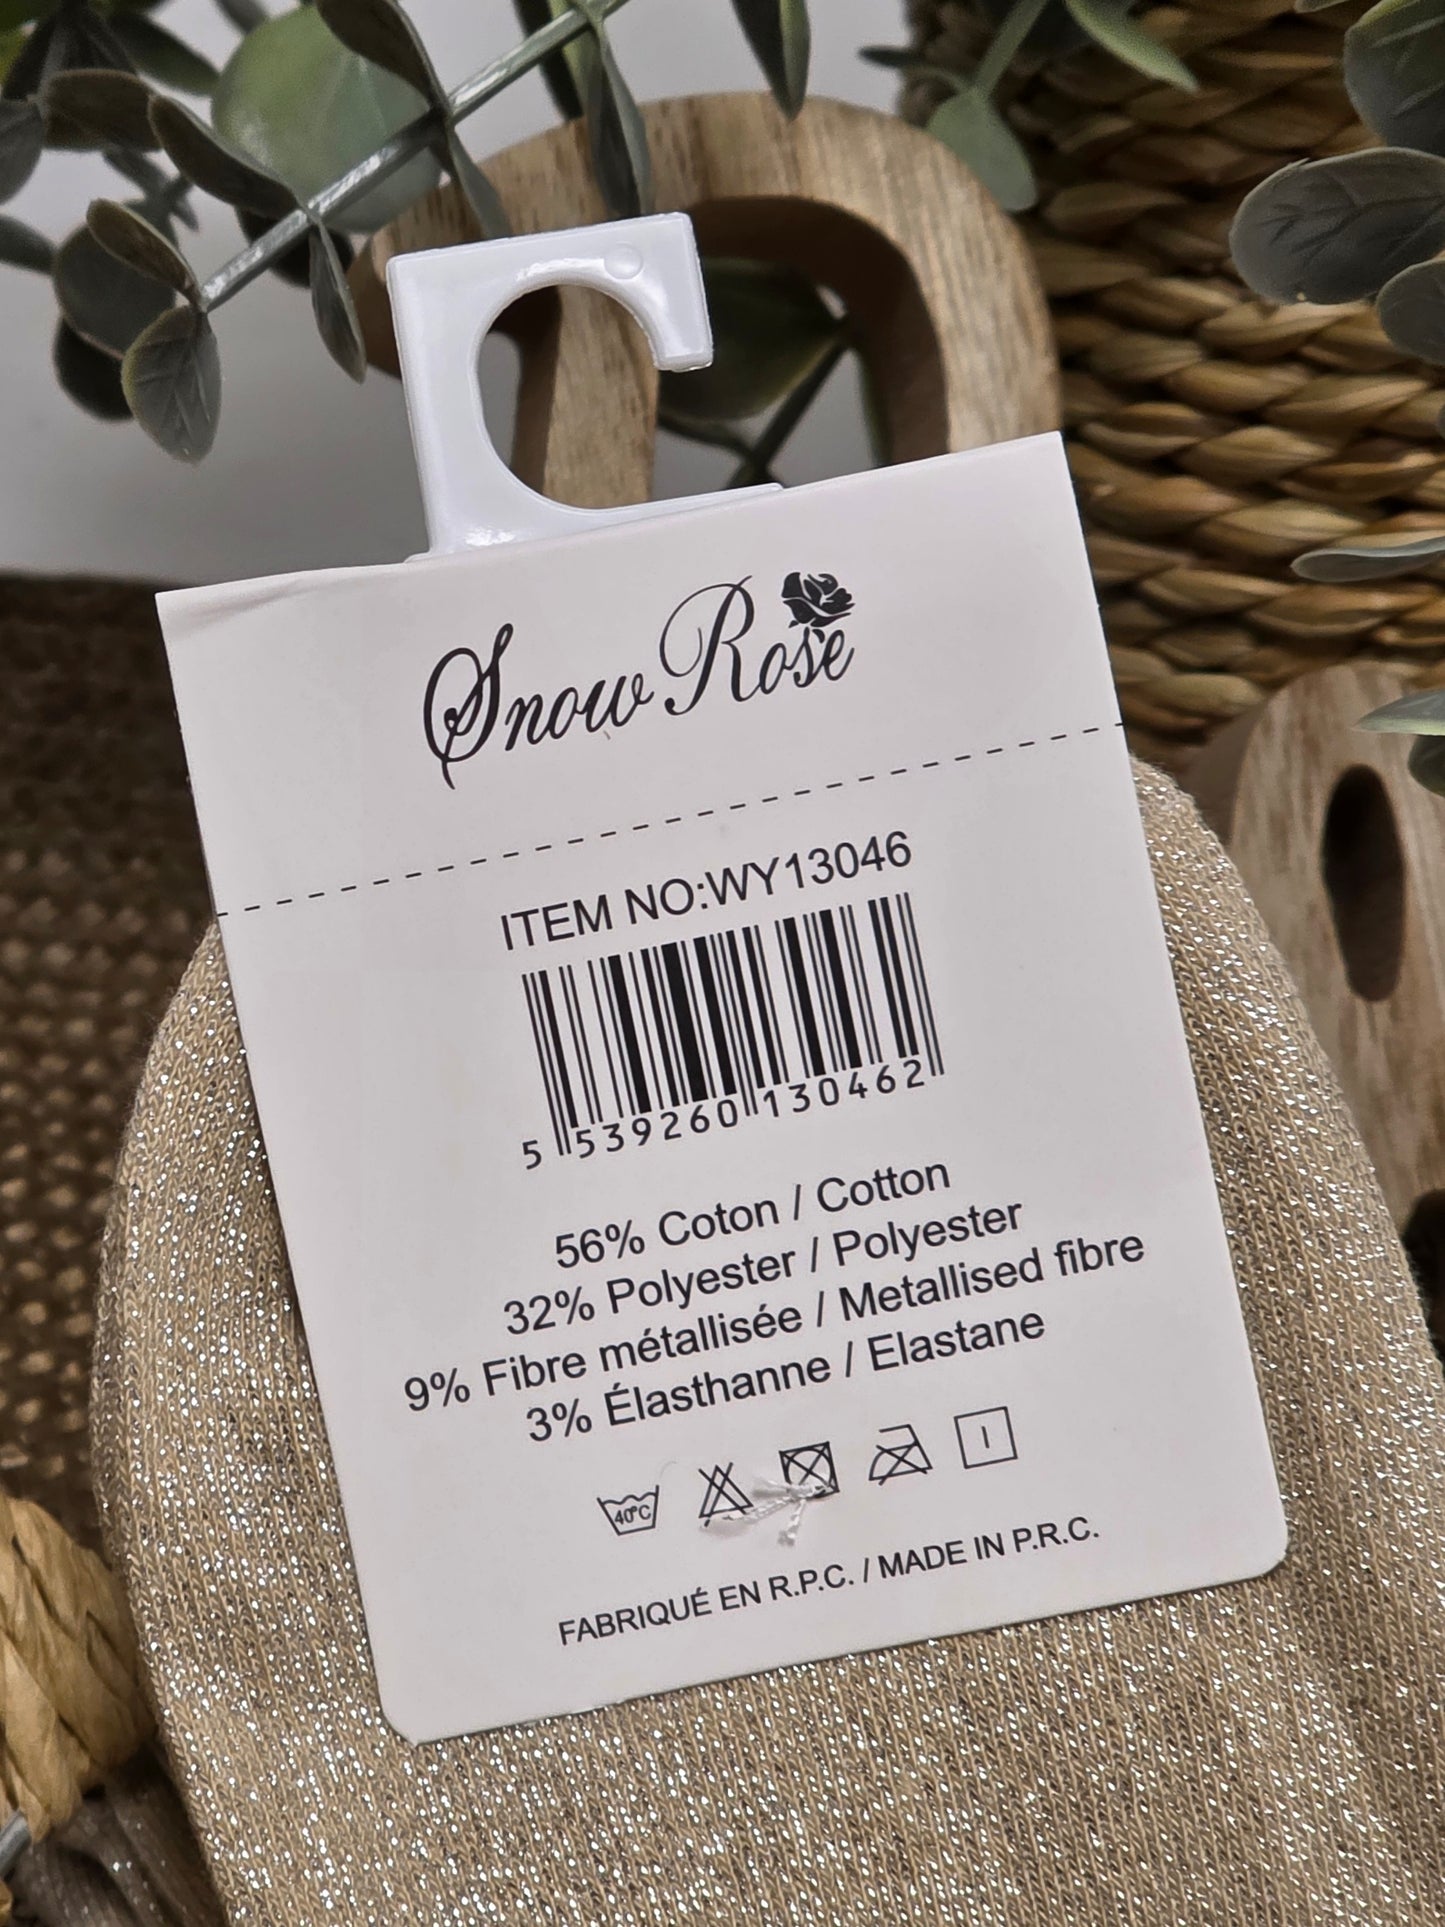 Snow Rose
ITEM NO:WY13046
5 539260 130462
56% Coton / Cotton
32% Polyester / Polyester
9% Fibre métallisée / Metallised fibre
3% Élasthanne / Elastane
40°C
FABRIQUÉ EN R.P.C. / MADE IN P.R.C.